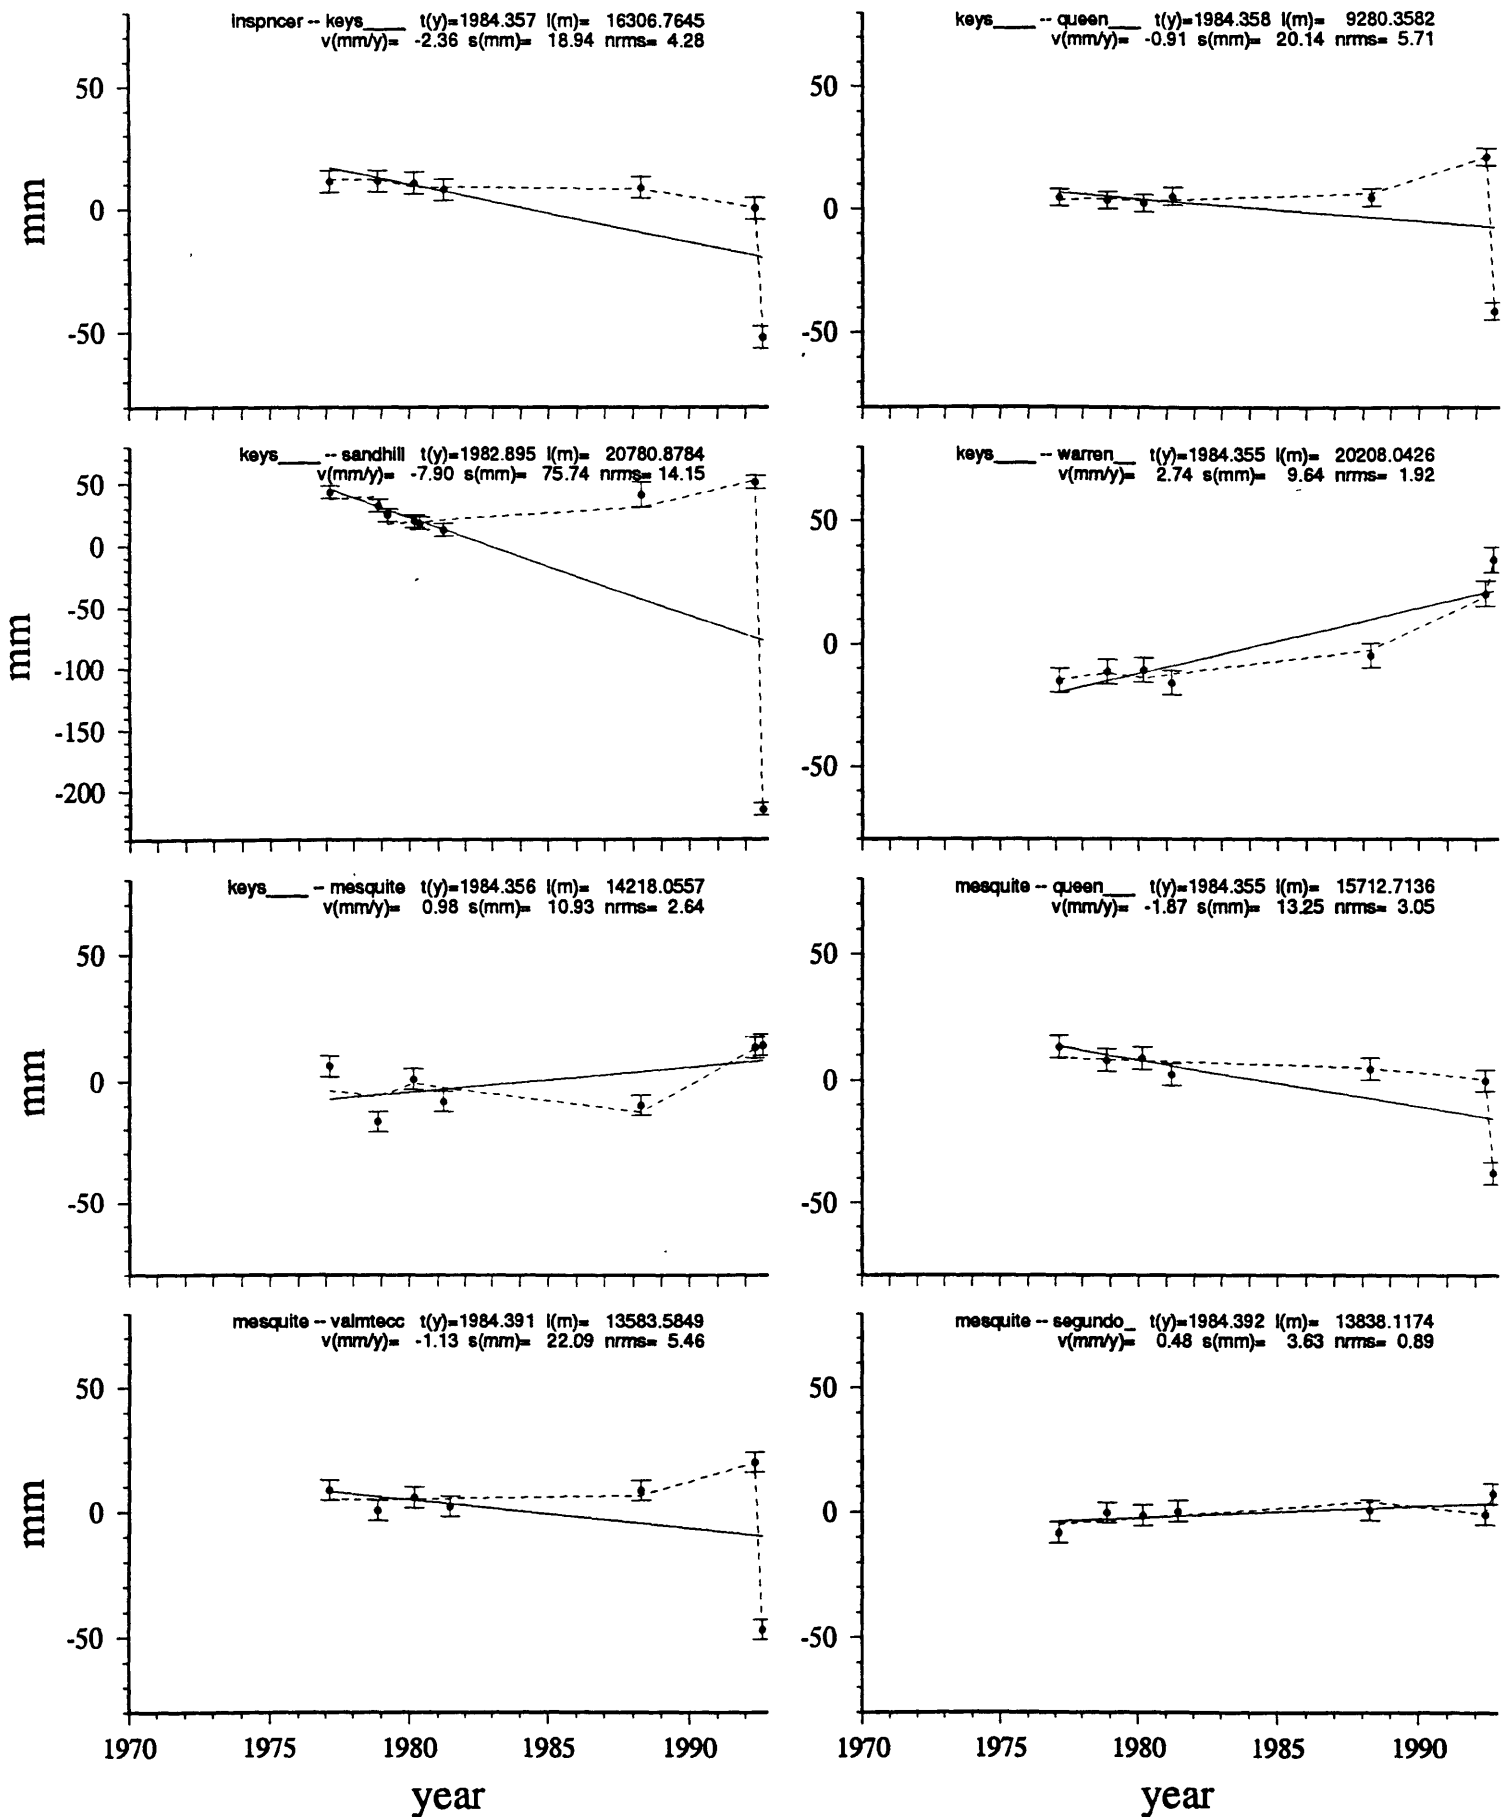 inspncer -- keys____ t(y)=1984.357 l(m)= 16306.7645
v(mm/y)= -2.36 s(mm)= 18.94 nrms= 4.28
50
0
-50
mm
keys____ -- queen___ t(y)=1984.358 l(m)= 9280.3582
v(mm/y)= -0.91 s(mm)= 20.14 nrms= 5.71
50
0
-50
keys____ -- sandhill t(y)=1982.895 l(m)= 20780.8784
v(mm/y)= -7.90 s(mm)= 75.74 nrms= 14.15
50
0
-50
-100
-150
-200
mm
keys____ -- warren__ t(y)=1984.355 l(m)= 20208.0426
v(mm/y)= 2.74 s(mm)= 9.64 nrms= 1.92
50
0
-50
keys____ -- mesquite t(y)=1984.356 l(m)= 14218.0557
v(mm/y)= 0.98 s(mm)= 10.93 nrms= 2.64
50
0
-50
mm
mesquite -- queen___ t(y)=1984.355 l(m)= 15712.7136
v(mm/y)= -1.87 s(mm)= 13.25 nrms= 3.05
50
0
-50
mesquite -- valmtecc t(y)=1984.391 l(m)= 13583.5849
v(mm/y)= -1.13 s(mm)= 22.09 nrms= 5.46
50
0
-50
mm
1970 1975 1980 1985 1990
year
mesquite -- segundo_ t(y)=1984.392 l(m)= 13838.1174
v(mm/y)= 0.48 s(mm)= 3.63 nrms= 0.89
50
0
-50
1970 1975 1980 1985 1990
year